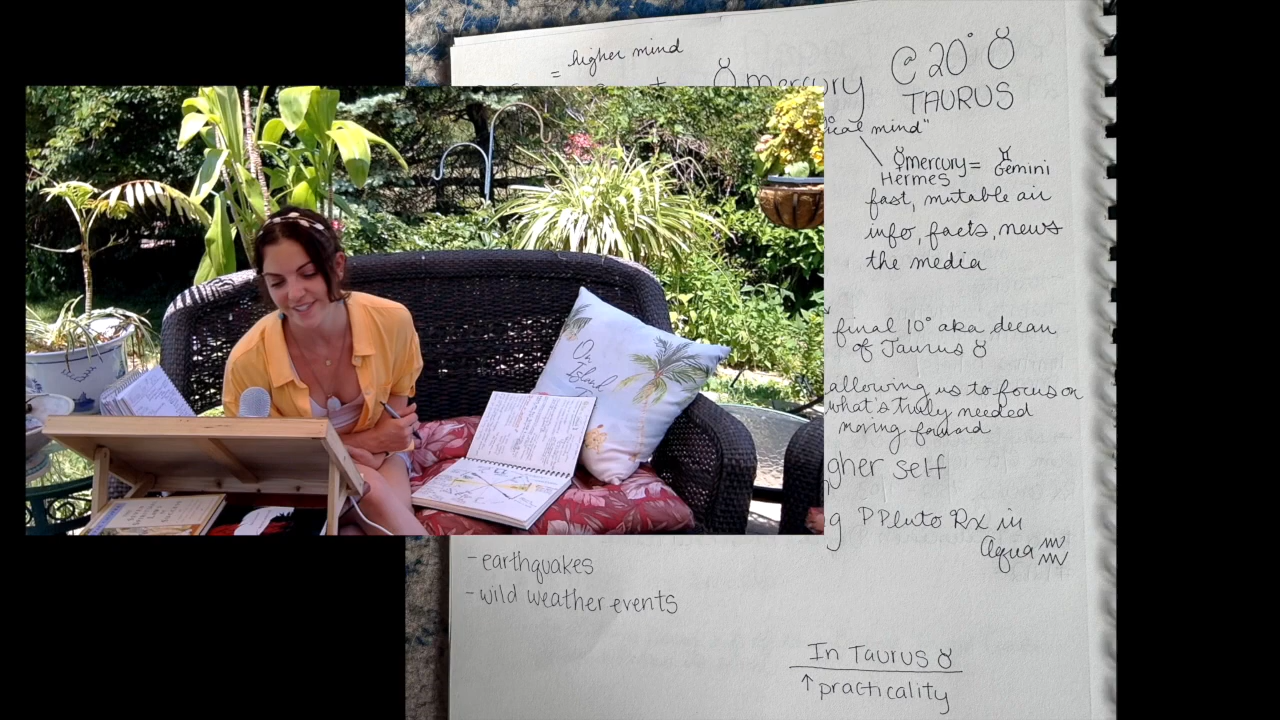 = higher mind
☿ mercury @ 20° ♉
TAURUS
mind"
☿ mercury = ♊ Gemini
Hermes
fast, mutable air
info, facts, news
the media
final 10° aka decan
of Taurus ♉
allowing us to focus on
what's truly needed
moving forward
gher self
g PPluto Rx in
Aqua ♒
- earthquakes
- wild weather events
In Taurus ♉
↑ practicality
On
Island